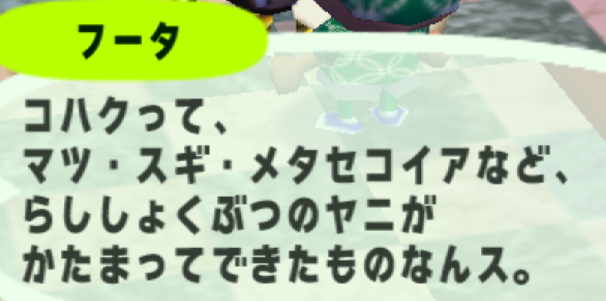 フータ
コハクって、
マツ・スギ・メタセコイアなど、
らししょくぶつのヤニが
かたまってできたものなんス。